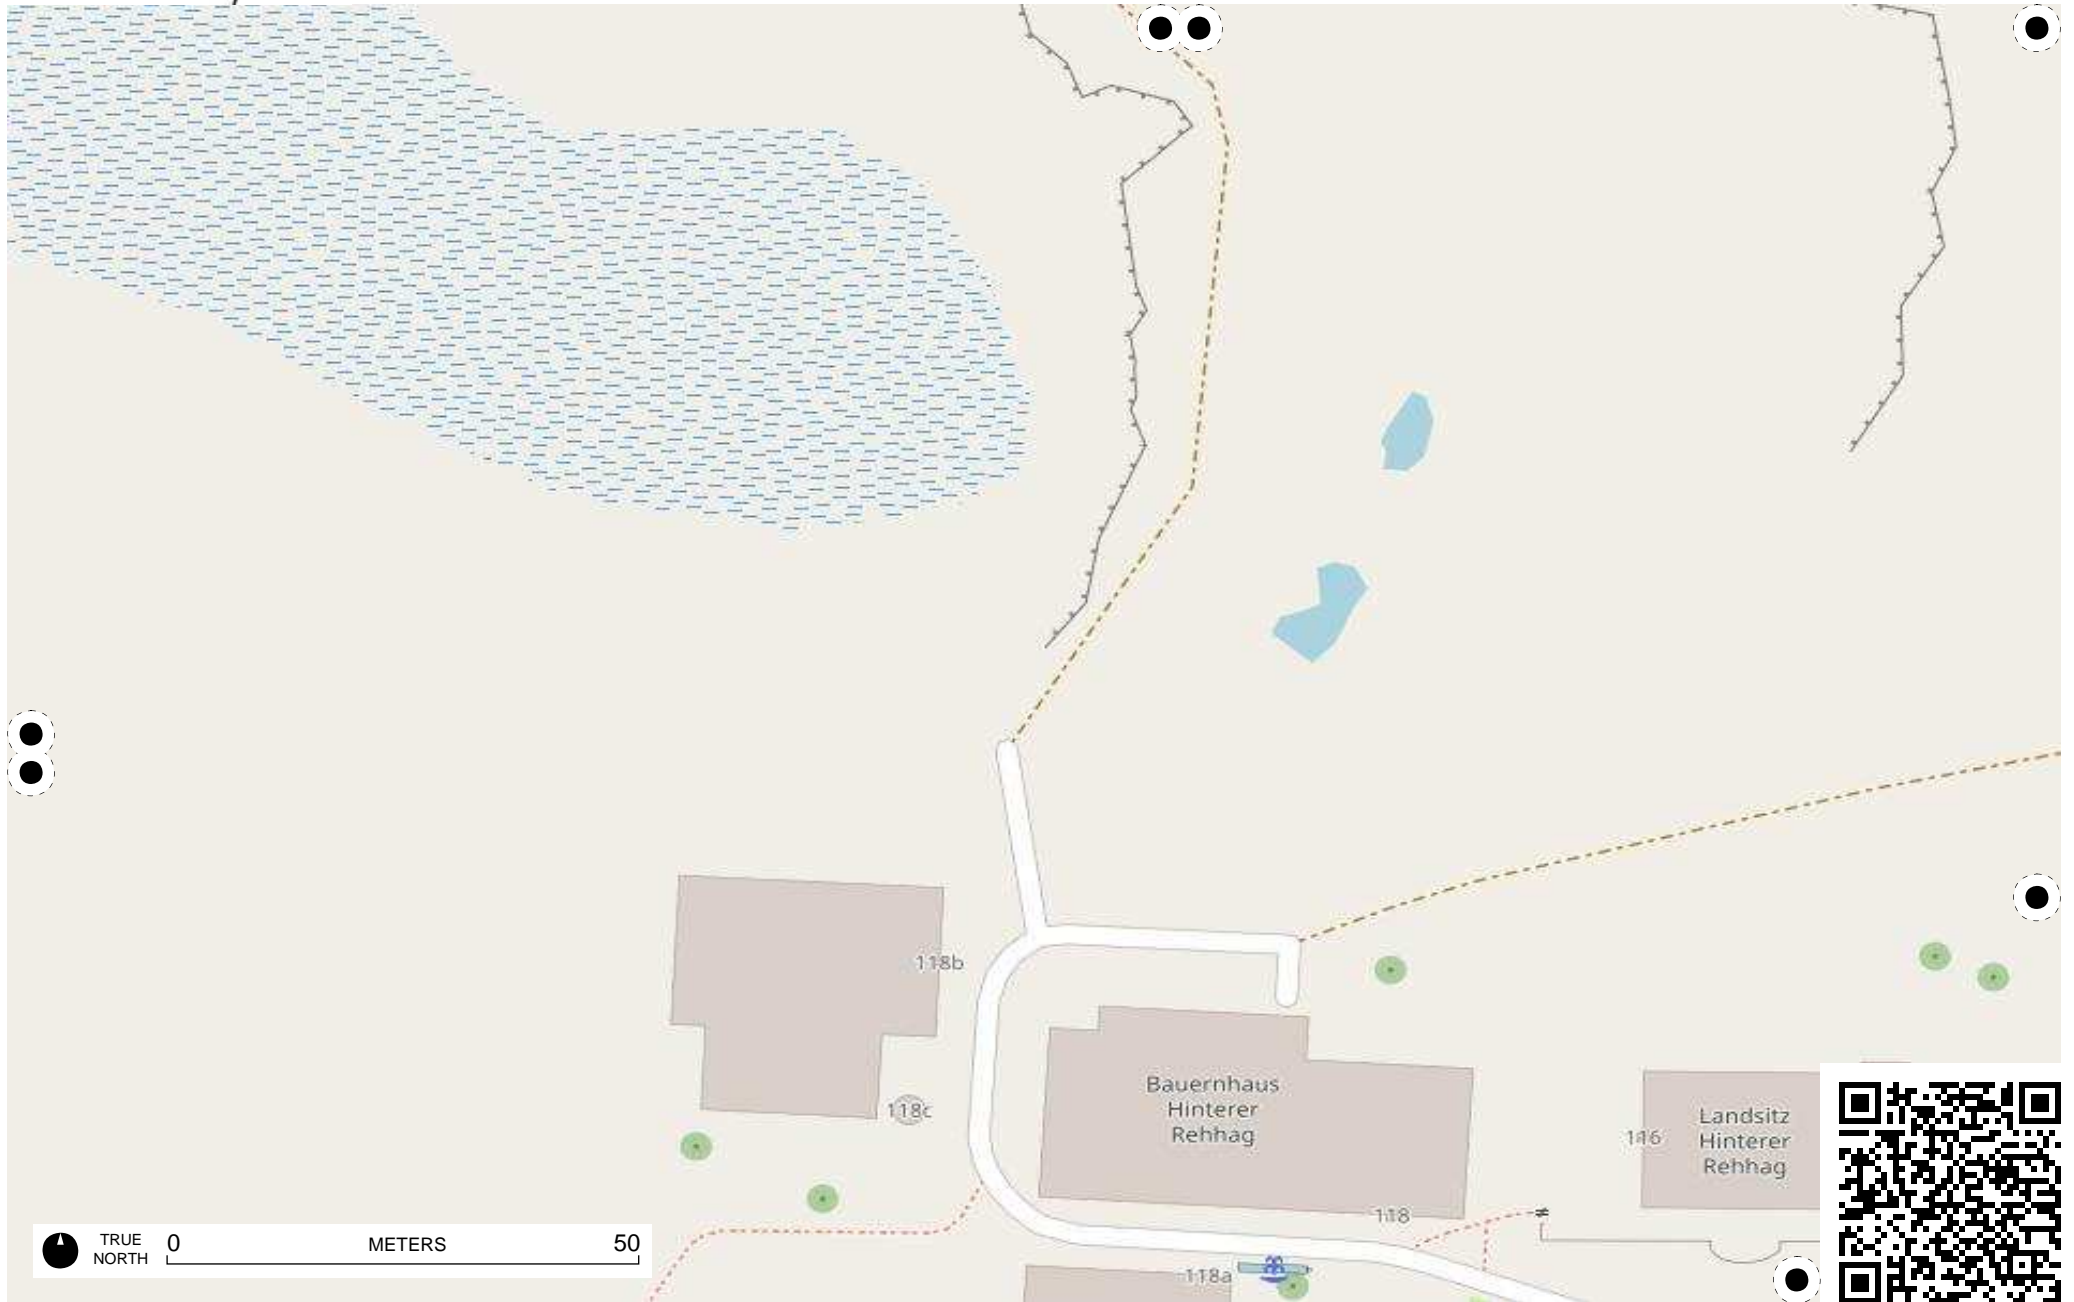 118b
Bauernhaus
Hinterer
Rehhag
118c
116
Landsitz
Hinterer
Rehhag
118
118a
TRUE
NORTH
0 METERS 50